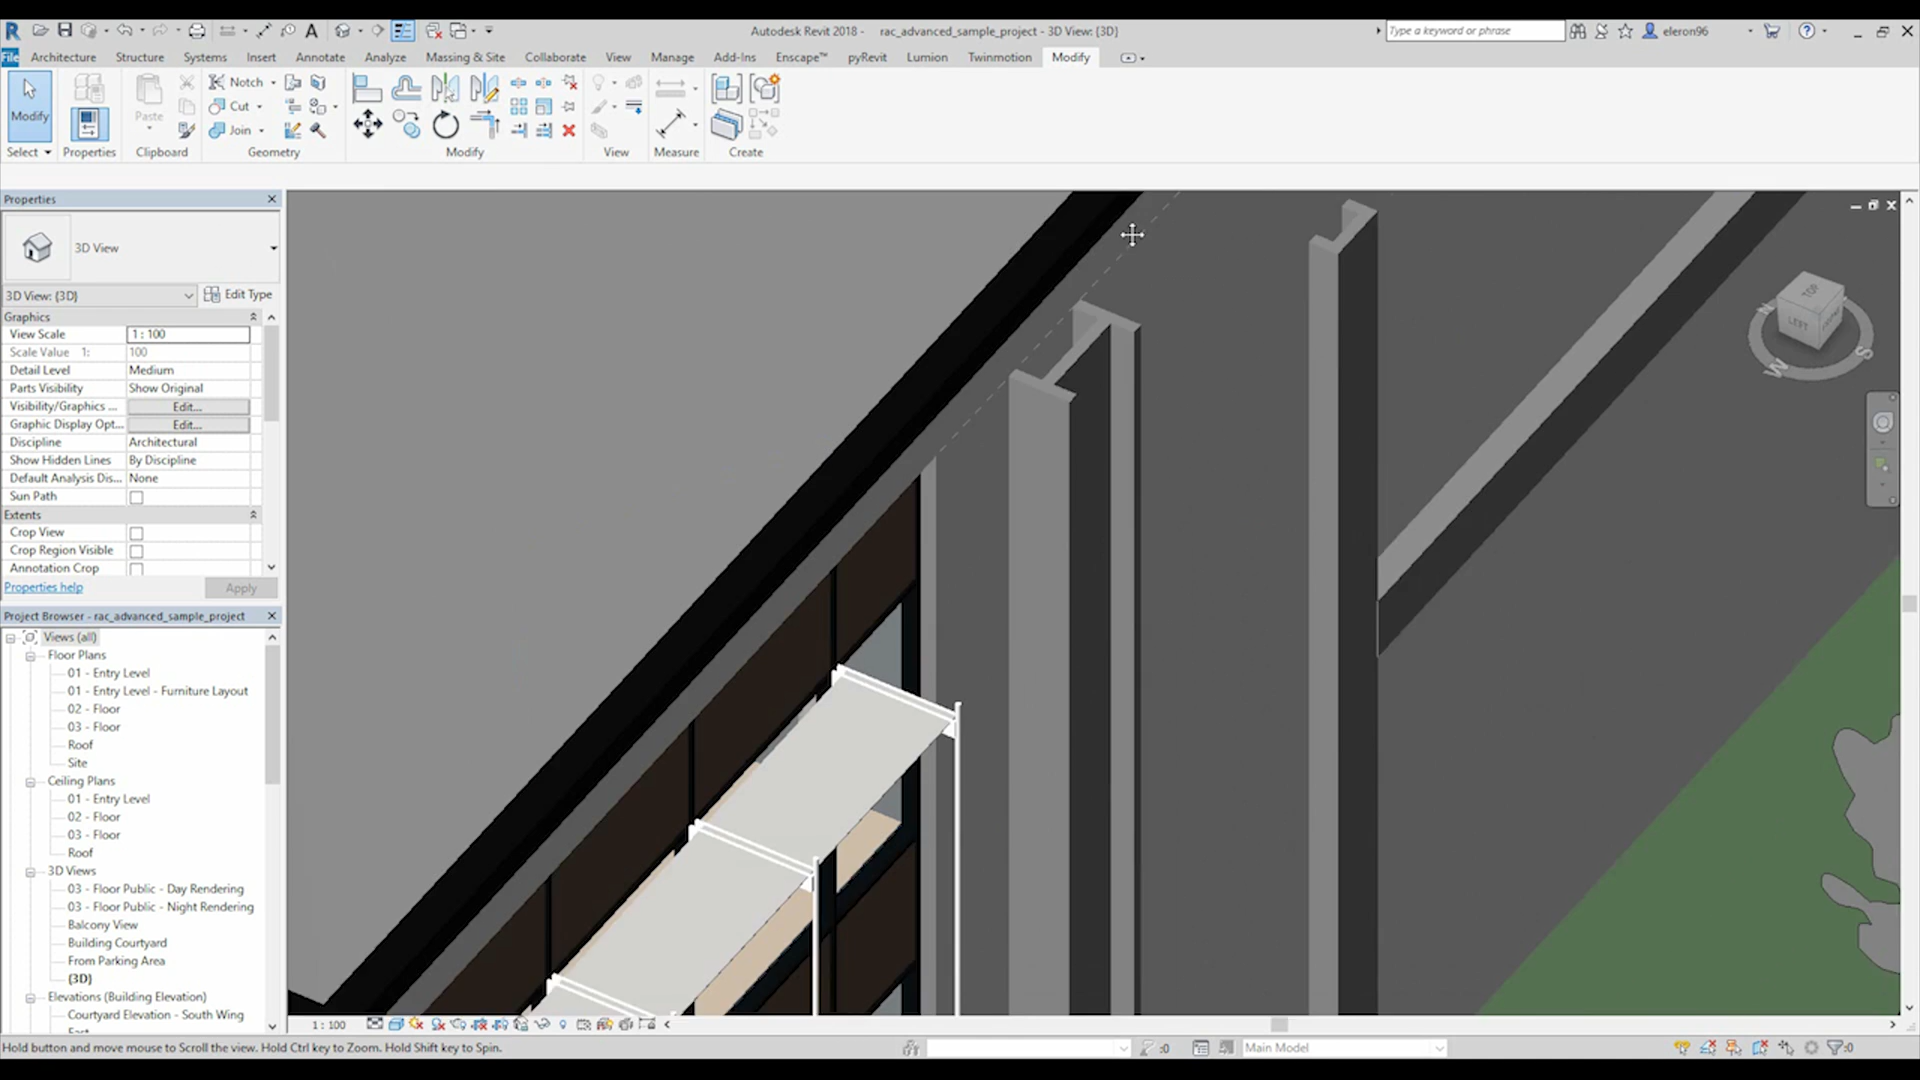 Autodesk Revit 2018 - rac_advanced_sample_project - 3D View: {3D}
Type a keyword or phrase
eleron96
File Architecture Structure Systems Insert Annotate Analyze Massing & Site Collaborate View Manage Add-Ins Enscape™ pyRevit Lumion Twinmotion Modify
Modify
Paste
Notch
Cut
Join
Select Properties Clipboard Geometry Modify View Measure Create
Properties
3D View
3D View: {3D}
Edit Type
Graphics
View Scale 1 : 100
Scale Value 1: 100
Detail Level Medium
Parts Visibility Show Original
Visibility/Graphics ... Edit...
Graphic Display Opt... Edit...
Discipline Architectural
Show Hidden Lines By Discipline
Default Analysis Dis... None
Sun Path
Extents
Crop View
Crop Region Visible
Annotation Crop
Properties help
Apply
Project Browser - rac_advanced_sample_project
Views (all)
Floor Plans
01 - Entry Level
01 - Entry Level - Furniture Layout
02 - Floor
03 - Floor
Roof
Site
Ceiling Plans
01 - Entry Level
02 - Floor
03 - Floor
Roof
3D Views
03 - Floor Public - Day Rendering
03 - Floor Public - Night Rendering
Balcony View
Building Courtyard
From Parking Area
{3D}
Elevations (Building Elevation)
Courtyard Elevation - South Wing
TOP
LEFT
N
W
S
1 : 100
Hold button and move mouse to Scroll the view. Hold Ctrl key to Zoom. Hold Shift key to Spin.
:0
Main Model
:0